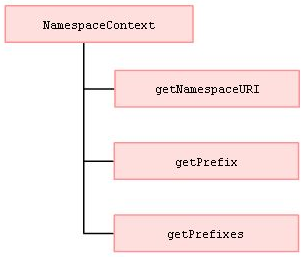 NamespaceContext
getNamespaceURI
getPrefix
getPrefixes